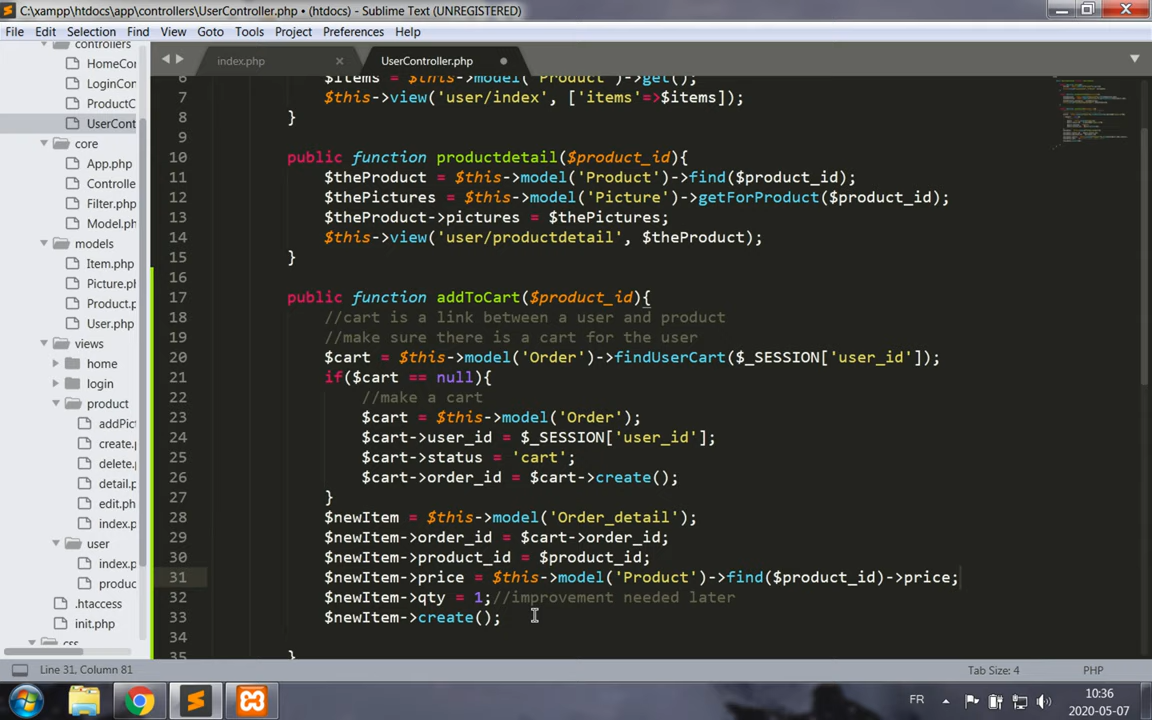 C:\xampp\htdocs\app\controllers\UserController.php • (htdocs) - Sublime Text (UNREGISTERED)
File Edit Selection Find View Goto Tools Project Preferences Help
controllers
HomeCor
LoginCon
ProductC
UserCont
core
App.php
Controlle
Filter.php
Model.ph
models
Item.php
Picture.ph
Product.p
User.php
views
home
login
product
addPict
create.p
delete.p
detail.p
edit.ph
index.p
user
index.p
produc
.htaccess
init.php
css
index.php
UserController.php
6 $items = $this->model('Product')->get();
7 $this->view('user/index', ['items'=>$items]);
8 }
9
10 public function productdetail($product_id){
11 $theProduct = $this->model('Product')->find($product_id);
12 $thePictures = $this->model('Picture')->getForProduct($product_id);
13 $theProduct->pictures = $thePictures;
14 $this->view('user/productdetail', $theProduct);
15 }
16
17 public function addToCart($product_id){
18 //cart is a link between a user and product
19 //make sure there is a cart for the user
20 $cart = $this->model('Order')->findUserCart($_SESSION['user_id']);
21 if($cart == null){
22 //make a cart
23 $cart = $this->model('Order');
24 $cart->user_id = $_SESSION['user_id'];
25 $cart->status = 'cart';
26 $cart->order_id = $cart->create();
27 }
28 $newItem = $this->model('Order_detail');
29 $newItem->order_id = $cart->order_id;
30 $newItem->product_id = $product_id;
31 $newItem->price = $this->model('Product')->find($product_id)->price;
32 $newItem->qty = 1;//improvement needed later
33 $newItem->create();
34
35 }
Line 31, Column 81
Tab Size: 4
PHP
FR
10:36
2020-05-07